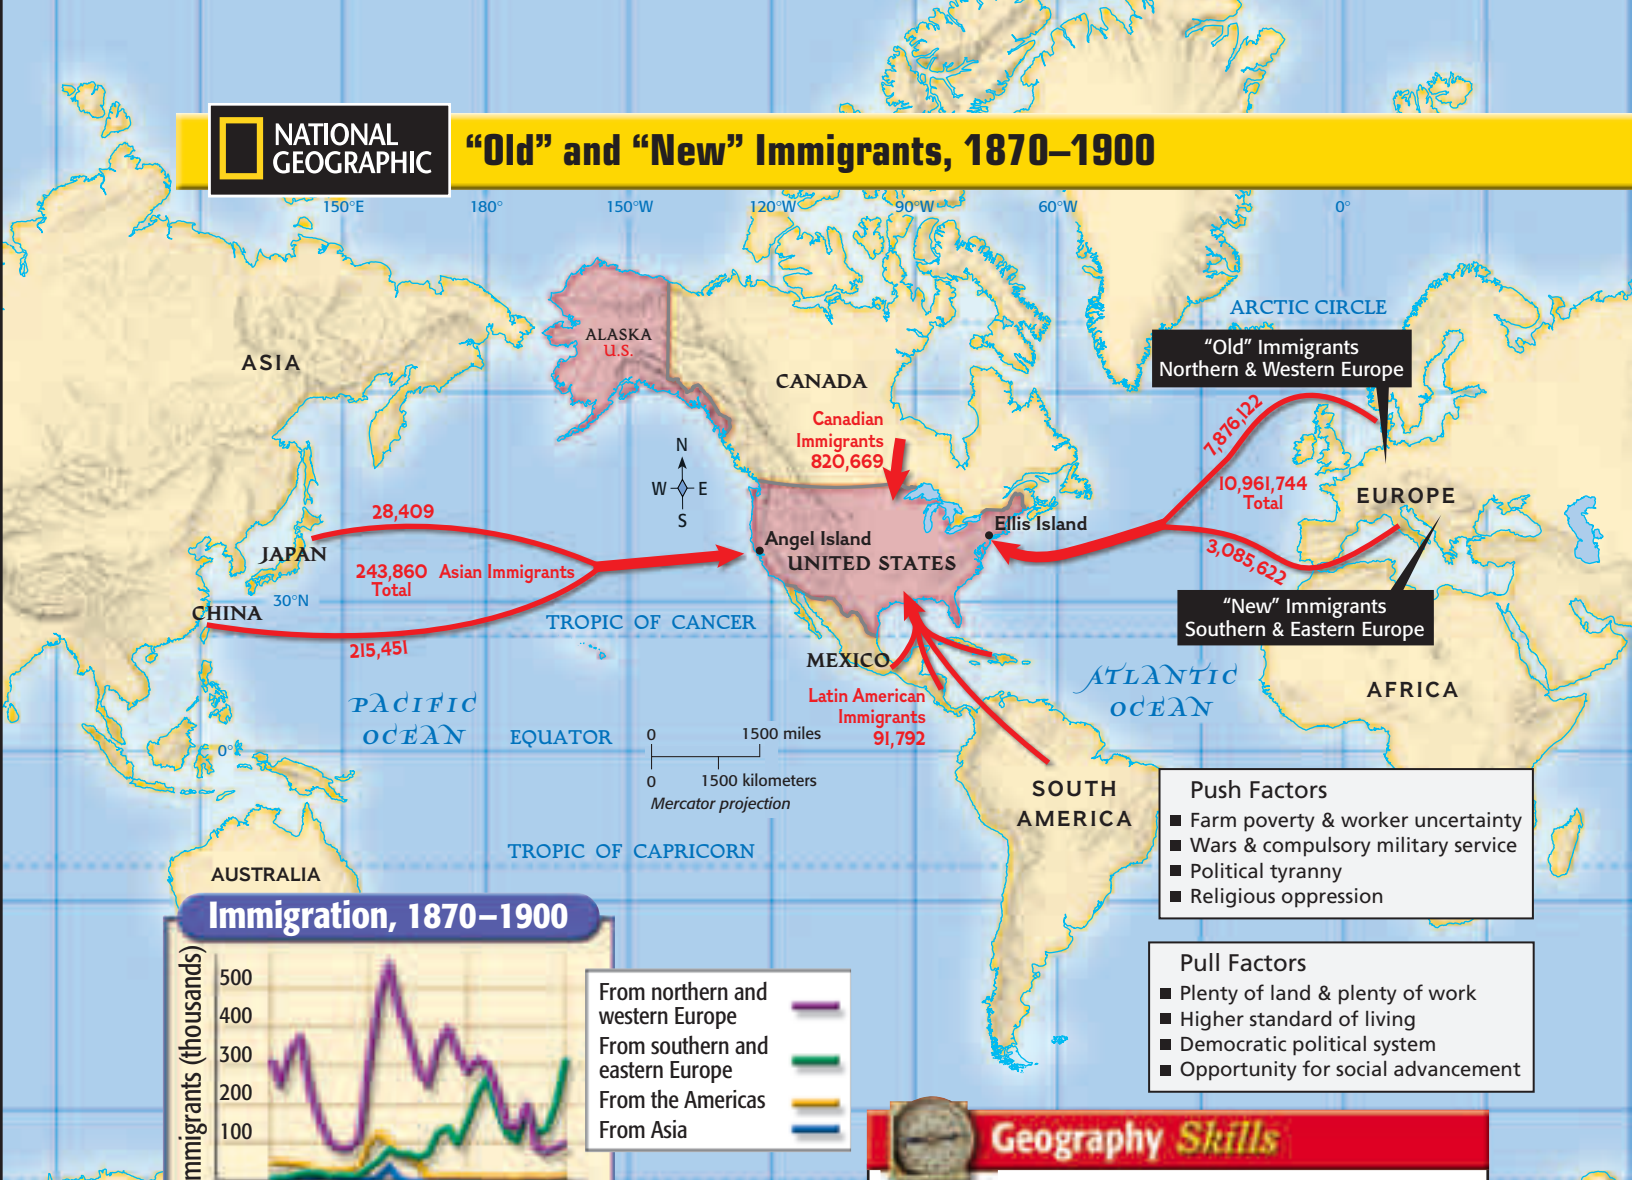 NATIONAL
GEOGRAPHIC
“Old” and “New” Immigrants, 1870–1900
150°E
180°
150°W
120°W
90°W
60°W
0°
ARCTIC CIRCLE
“Old” Immigrants
Northern & Western Europe
ALASKA
U.S.
ASIA
CANADA
Canadian
Immigrants
820,669
7,876,122
N
W
E
S
10,961,744
Total
EUROPE
28,409
Ellis Island
Angel Island
UNITED STATES
JAPAN
243,860
Total
Asian Immigrants
3,085,622
30°N
CHINA
“New” Immigrants
Southern & Eastern Europe
TROPIC OF CANCER
215,451
MEXICO
Latin American
Immigrants
91,792
PACIFIC
OCEAN
ATLANTIC
OCEAN
AFRICA
0°
EQUATOR
0
1500 miles
0
1500 kilometers
Mercator projection
SOUTH
AMERICA
TROPIC OF CAPRICORN
AUSTRALIA
Push Factors
Farm poverty & worker uncertainty
Wars & compulsory military service
Political tyranny
Religious oppression
Pull Factors
Plenty of land & plenty of work
Higher standard of living
Democratic political system
Opportunity for social advancement
Immigration, 1870–1900
mmigrants (thousands)
500
400
300
200
100
From northern and
western Europe
From southern and
eastern Europe
From the Americas
From Asia
Geography Skills